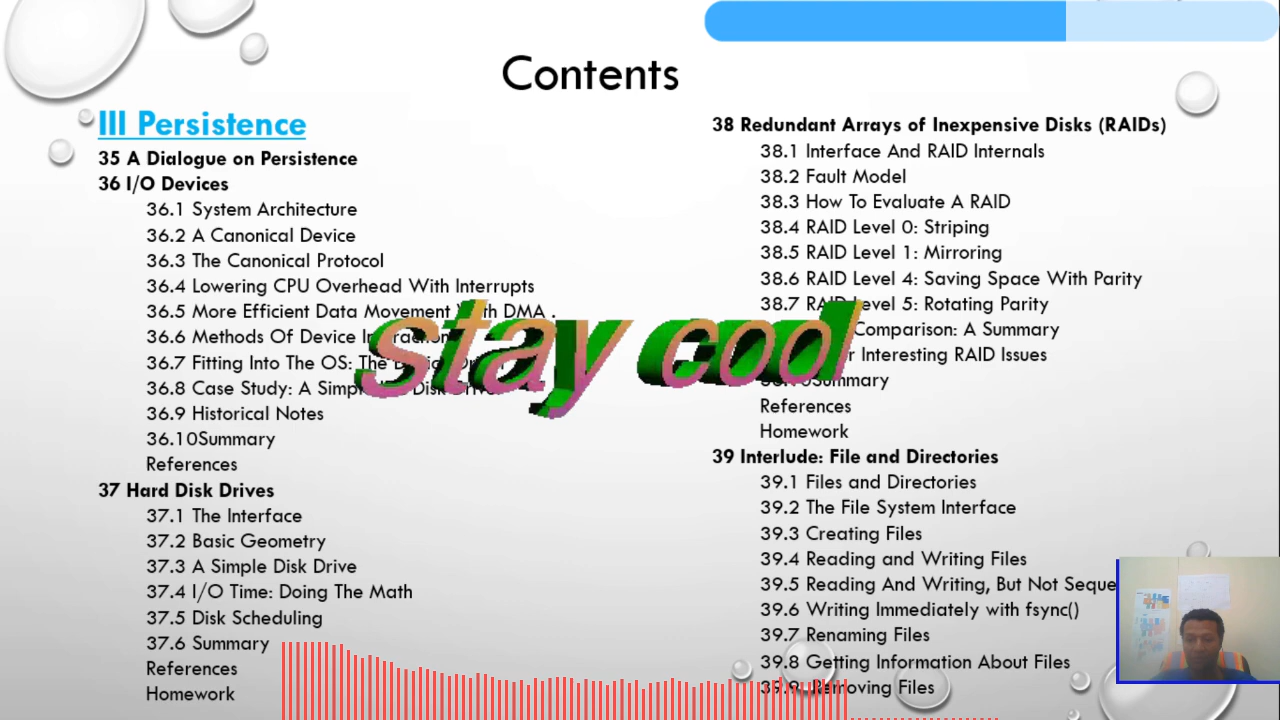 Contents
III Persistence
35 A Dialogue on Persistence
36 I/O Devices
36.1 System Architecture
36.2 A Canonical Device
36.3 The Canonical Protocol
36.4 Lowering CPU Overhead With Interrupts
36.5 More Efficient Data Movement With DMA .
36.6 Methods Of Device
36.7 Fitting Into The OS: The
36.8 Case Study: A Disk
36.9 Historical Notes
36.10Summary
References
37 Hard Disk Drives
37.1 The Interface
37.2 Basic Geometry
37.3 A Simple Disk Drive
37.4 I/O Time: Doing The Math
37.5 Disk Scheduling
37.6 Summary
References
Homework
stay cool
38 Redundant Arrays of Inexpensive Disks (RAIDs)
38.1 Interface And RAID Internals
38.2 Fault Model
38.3 How To Evaluate A RAID
38.4 RAID Level 0: Striping
38.5 RAID Level 1: Mirroring
38.6 RAID Level 4: Saving Space With Parity
38.7 RAID Level 5: Rotating Parity
Comparison: A Summary
Interesting RAID Issues
Summary
References
Homework
39 Interlude: File and Directories
39.1 Files and Directories
39.2 The File System Interface
39.3 Creating Files
39.4 Reading and Writing Files
39.5 Reading And Writing, But Not Seque
39.6 Writing Immediately with fsync()
39.7 Renaming Files
39.8 Getting Information About Files
39.9 Removing Files